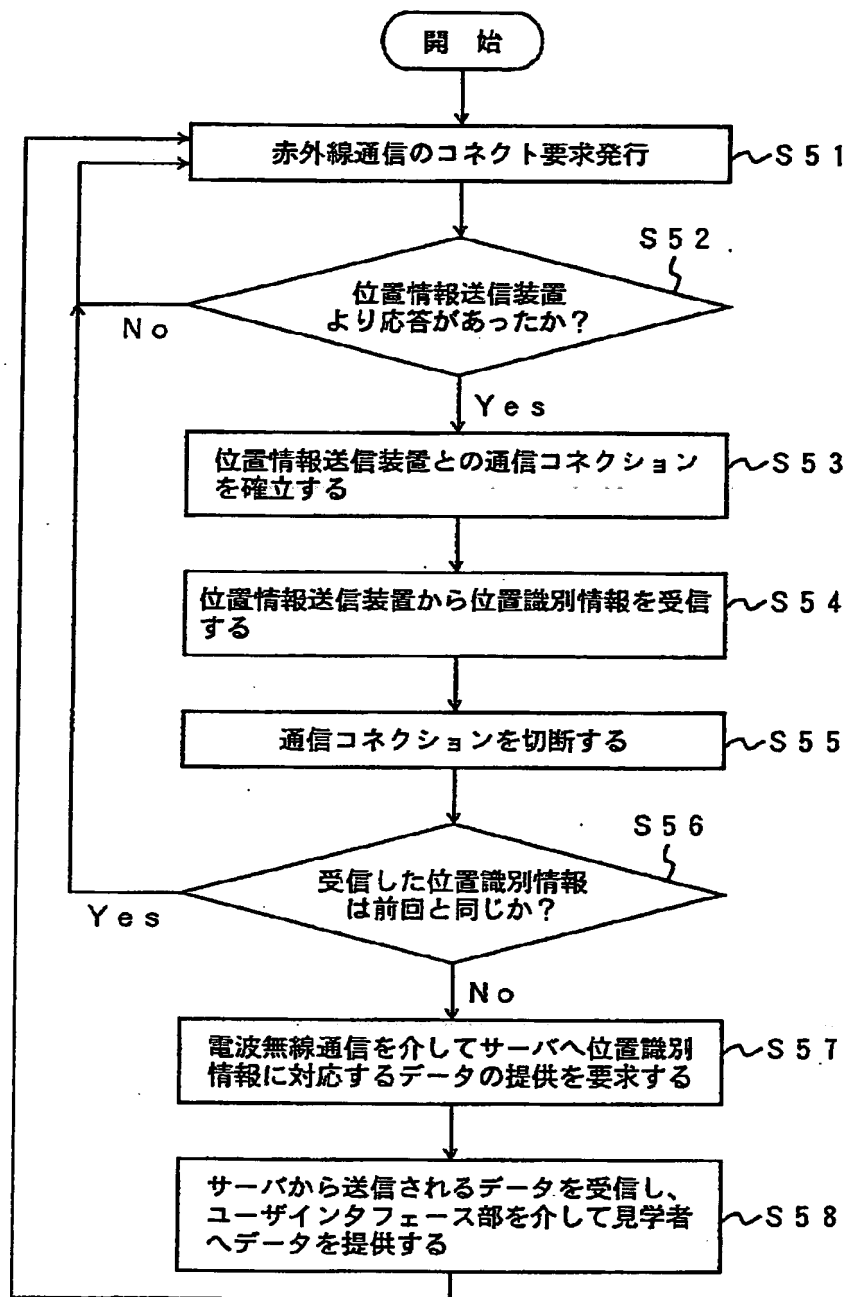 開 始
赤外線通信のコネクト要求発行
S51
S52
位置情報送信装置
より応答があったか?
No
Yes
位置情報送信装置との通信コネクション
を確立する
S53
位置情報送信装置から位置識別情報を受信
する
S54
通信コネクションを切断する
S55
S56
受信した位置識別情報
は前回と同じか?
Yes
No
電波無線通信を介してサーバへ位置識別
情報に対応するデータの提供を要求する
S57
サーバから送信されるデータを受信し、
ユーザインタフェース部を介して見学者
へデータを提供する
S58